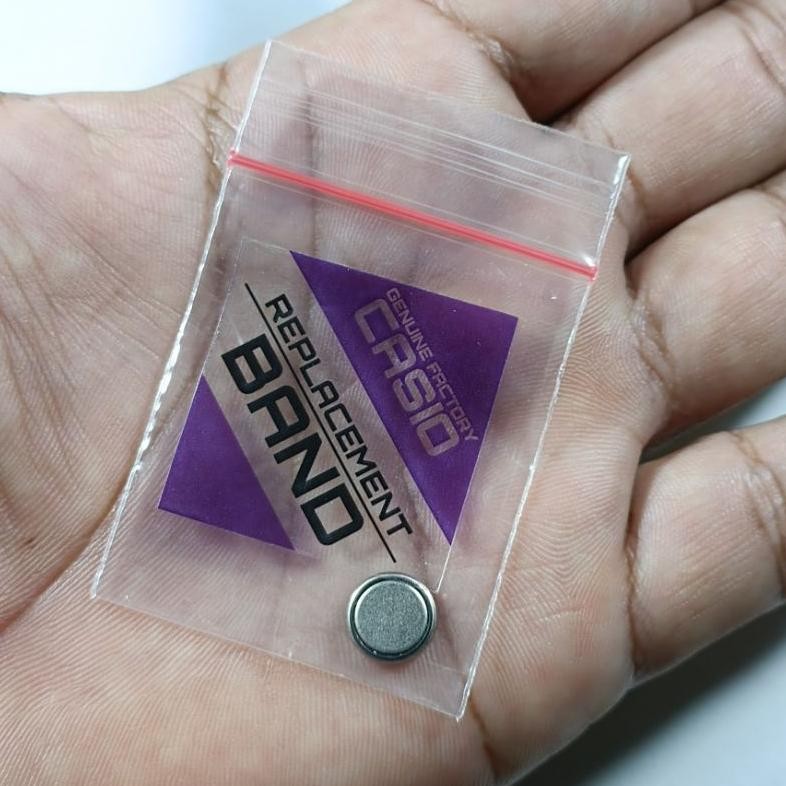 GENUINE FACTORY
CASIO
REPLACEMENT
BAND